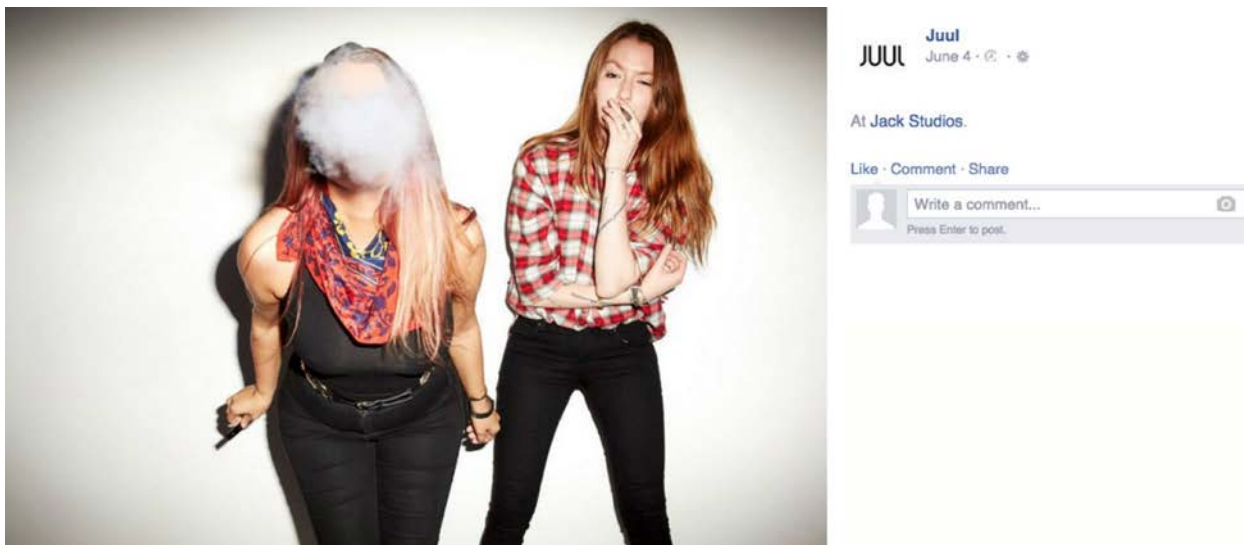 JUUL
Juul
June 4
At Jack Studios.
Like · Comment · Share
Write a comment...
Press Enter to post.